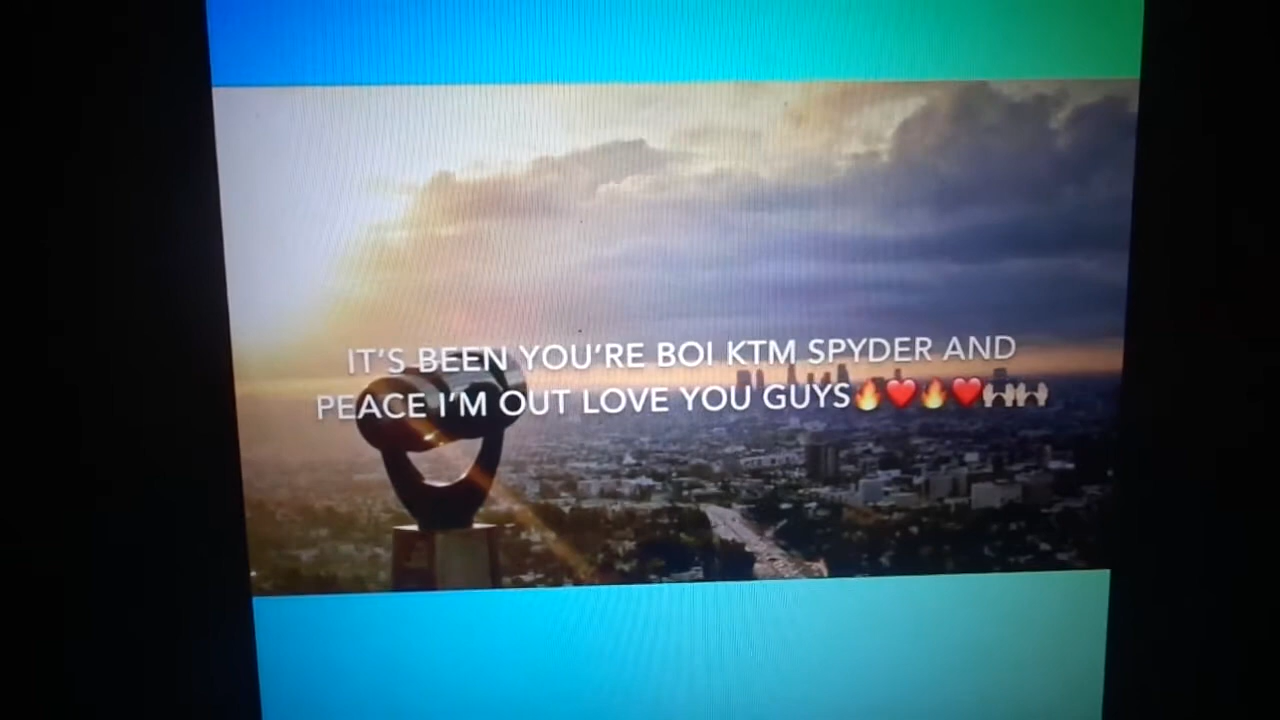 IT'S BEEN YOU'RE BOI KTM SPYDER AND
PEACE I'M OUT LOVE YOU GUYS🔥❤️🔥❤️🙌🙌